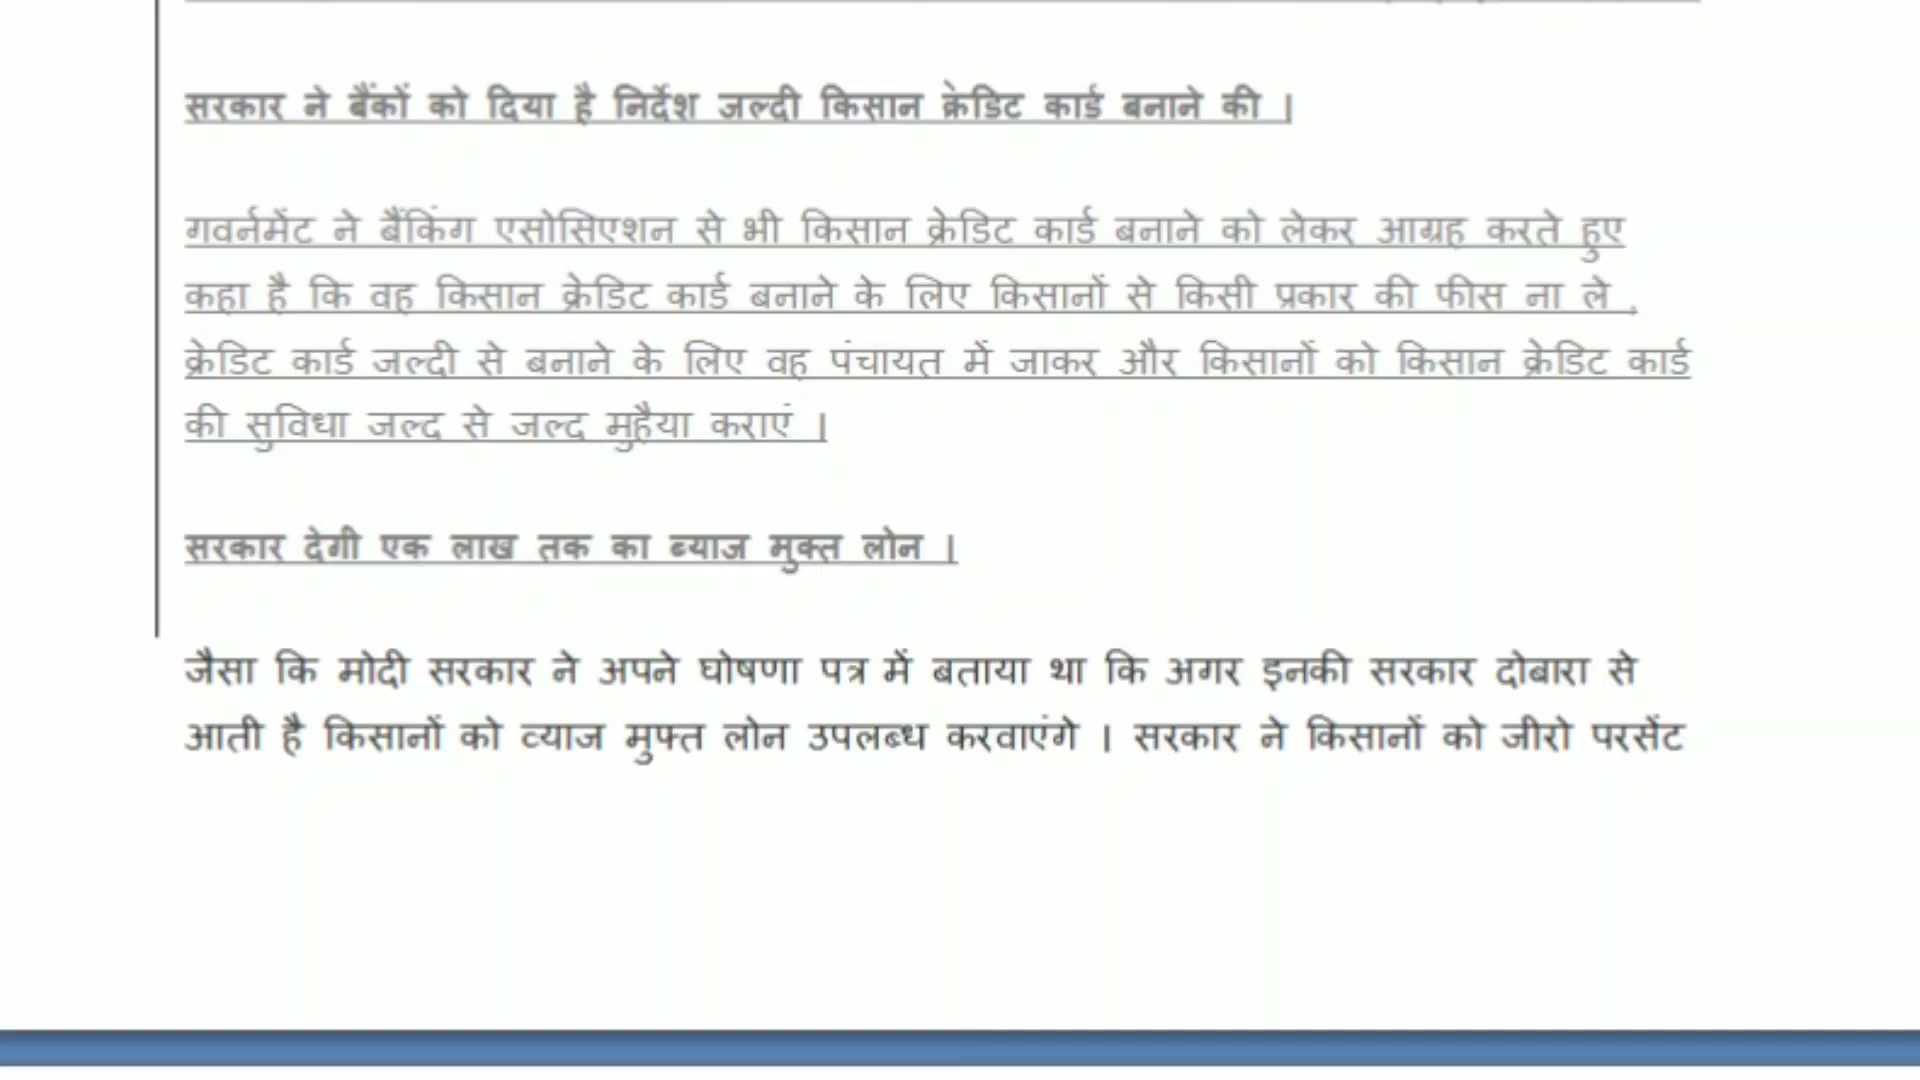 सरकार ने बैंकों को दिया है निर्देश जल्दी किसान क्रेडिट कार्ड बनाने की |
गवर्नमेंट ने बैंकिंग एसोसिएशन से भी किसान क्रेडिट कार्ड बनाने को लेकर आग्रह करते हुए
कहा है कि वह किसान क्रेडिट कार्ड बनाने के लिए किसानों से किसी प्रकार की फीस ना ले ,
क्रेडिट कार्ड जल्दी से बनाने के लिए वह पंचायत में जाकर और किसानों को किसान क्रेडिट कार्ड
की सुविधा जल्द से जल्द मुहैया कराएं |
सरकार देगी एक लाख तक का ब्याज मुक्त लोन |
जैसा कि मोदी सरकार ने अपने घोषणा पत्र में बताया था कि अगर इनकी सरकार दोबारा से
आती है किसानों को व्याज मुफ्त लोन उपलब्ध करवाएंगे | सरकार ने किसानों को जीरो परसेंट